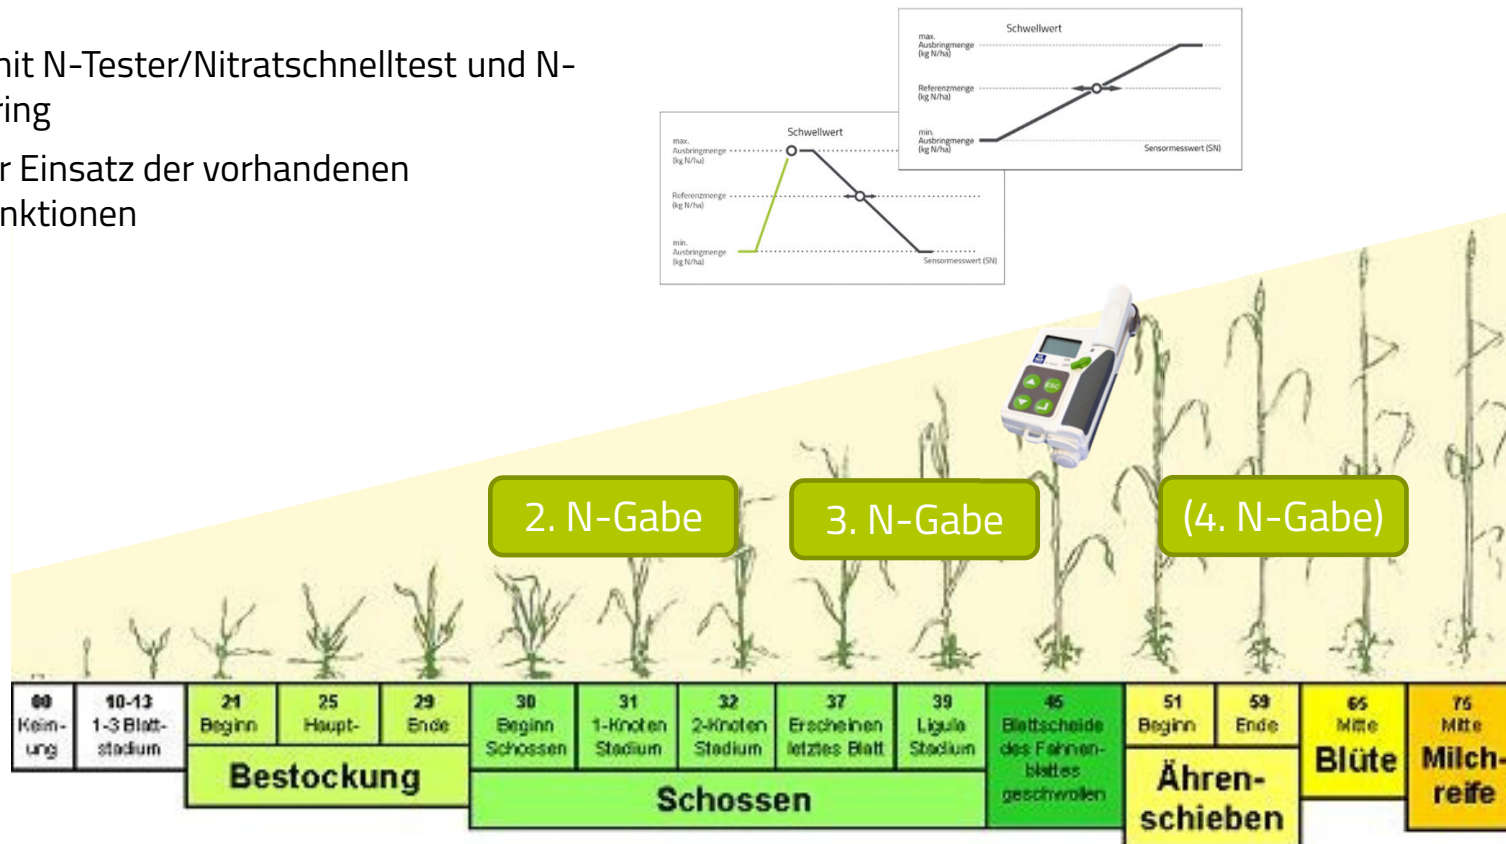 mit N-Tester/Nitratschnelltest und N-
ring
r Einsatz der vorhandenen
nktionen
Schwellwert
max.
Ausbringmenge
(kg N/ha)
Referenzmenge
(kg N/ha)
min.
Ausbringmenge
(kg N/ha)
Sensormesswert (SN)
Schwellwert
max.
Ausbringmenge
(kg N/ha)
Referenzmenge
(kg N/ha)
min.
Ausbringmenge
(kg N/ha)
Sensormesswert (SN)
ESC
2. N-Gabe
3. N-Gabe
(4. N-Gabe)
00
Keim-
ung
10-13
1-3 Blatt-
stadium
21
Beginn
25
Haupt-
29
Ende
Bestockung
30
Beginn
Schossen
31
1-Knoten
Stadium
32
2-Knoten
Stadium
37
Erscheinen
letztes Blatt
39
Ligula
Stadium
Schossen
45
Blattscheide
des Fahnen-
blattes
geschwollen
51
Beginn
59
Ende
Ähren-
schieben
65
Mitte
Blüte
75
Mitte
Milch-
reife